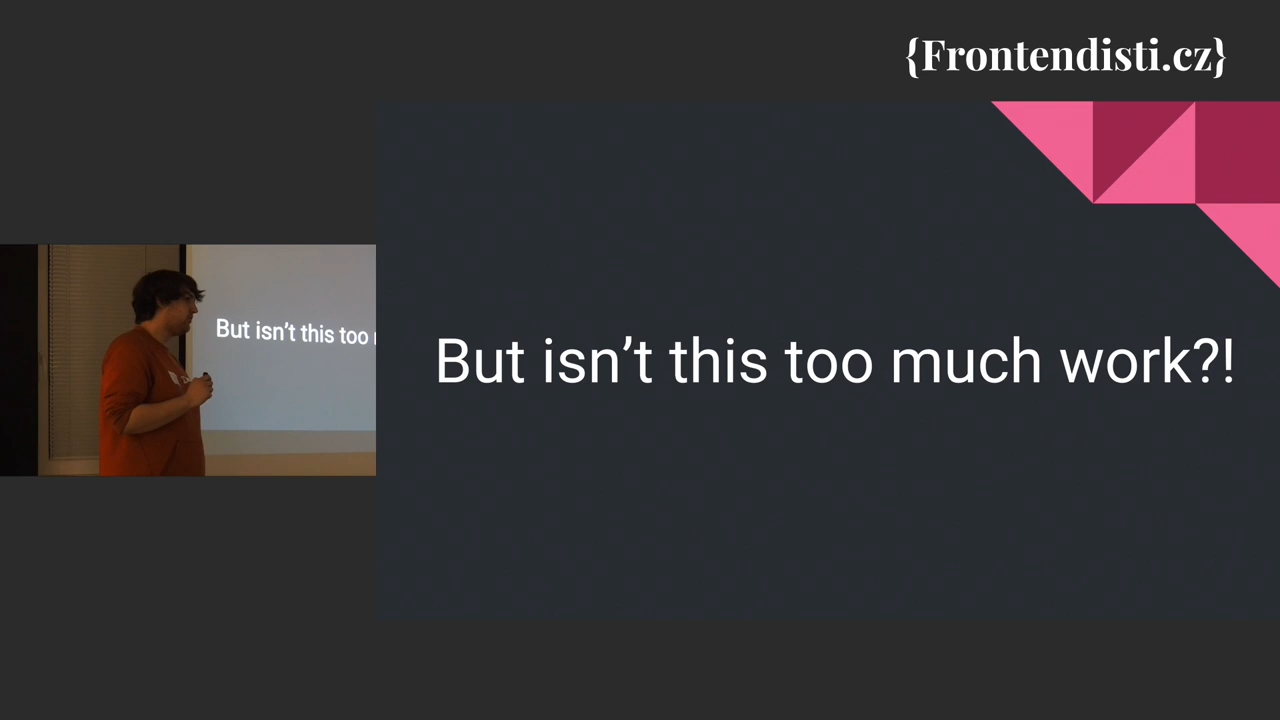 {Frontendisti.cz}
But isn't this too
But isn't this too much work?!